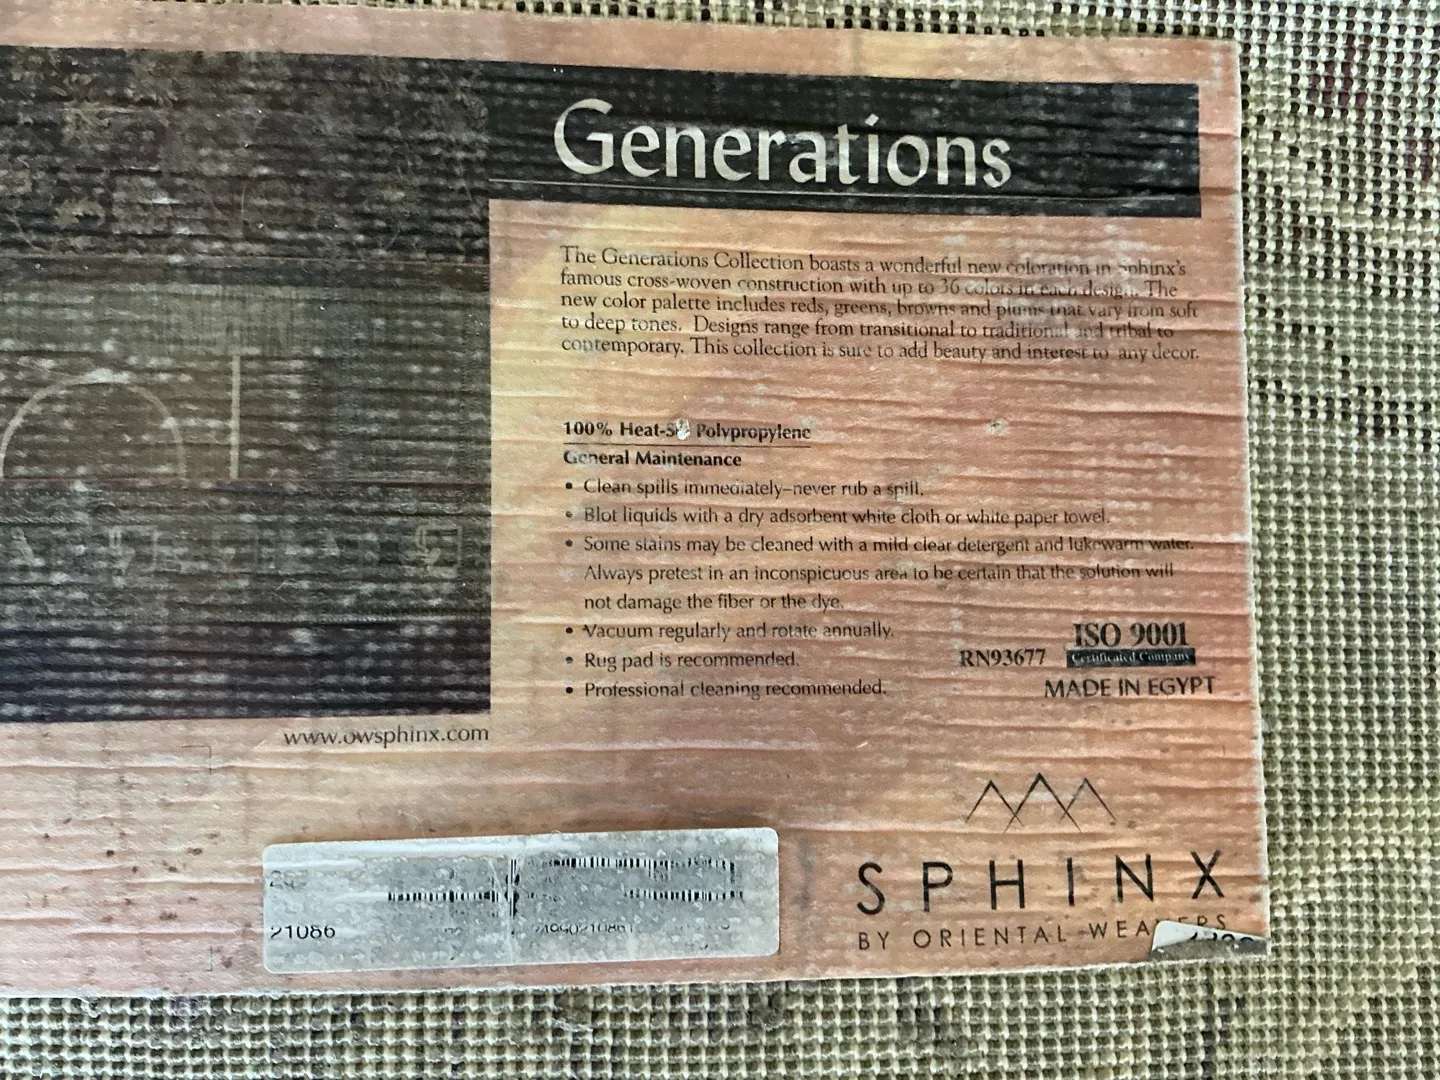 Generations
The Generations Collection boasts a wonderful new coloration in Sphinx's
famous cross-woven construction with up to 36 colors in each design. The
new color palette includes reds, greens, browns and plums that vary from soft
to deep tones. Designs range from transitional to traditional and tribal to
contemporary. This collection is sure to add beauty and interest to any decor.
100% Heat-Set Polypropylene
General Maintenance
• Clean spills immediately–never rub a spill.
• Blot liquids with a dry adsorbent white cloth or white paper towel.
• Some stains may be cleaned with a mild clear detergent and lukewarm water.
Always pretest in an inconspicuous area to be certain that the solution will
not damage the fiber or the dye.
• Vacuum regularly and rotate annually.
• Rug pad is recommended.
• Professional cleaning recommended.
ISO 9001
RN93677 Certificated Company
MADE IN EGYPT
www.owsphinx.com
21086
SPHINX
BY ORIENTAL WEAVERS